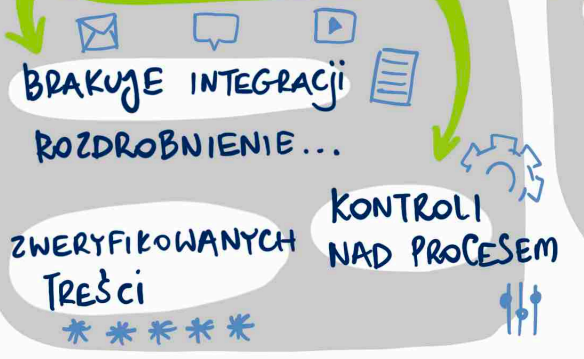 BRAKUJE INTEGRACJI
ROZDROBNIENIE...
KONTROLI
NAD PROCESEM
ZWERYFIKOWANYCH
TREŚCI